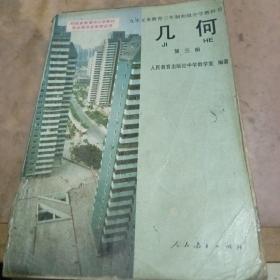 九年义务教育三年制初级中学教科书
几何
JI HE
第三册
人民教育出版社中学数学室 编著
人民教育出版社